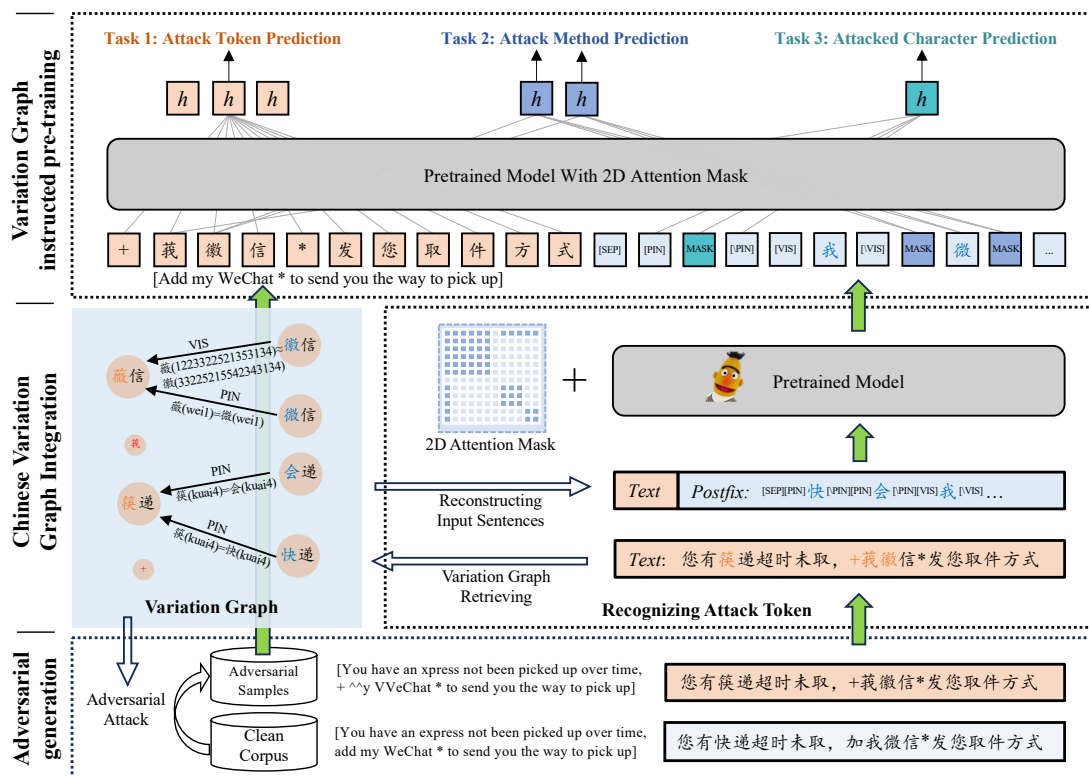 Variation Graph
instructed pre-training
Task 1: Attack Token Prediction
Task 2: Attack Method Prediction
Task 3: Attacked Character Prediction
h h h h h h
Pretrained Model With 2D Attention Mask
+ 莪 徽 信 * 发 您 取 件 方 式 [SEP] [PIN] MASK [\PIN] [VIS] 我 [\VIS] MASK 微 MASK ...
[Add my WeChat * to send you the way to pick up]
Chinese Variation
Graph Integration
VIS
薇(1223322521353134)≈
徽(33225215542343134)
徽信
薇信
PIN
薇(wei1)=微(wei1)
微信
莪
PIN
筷(kuai4)=会(kuai4)
会递
筷递
PIN
筷(kuai4)=快(kuai4)
快递
+
Variation Graph
2D Attention Mask
+
Pretrained Model
Reconstructing
Input Sentences
Text Postfix: [SEP][PIN] 快 [\PIN][PIN] 会 [\PIN][VIS] 我 [\VIS] ...
Variation Graph
Retrieving
Text: 您有筷递超时未取，+莪徽信*发您取件方式
Recognizing Attack Token
Adversarial
generation
Adversarial
Attack
Adversarial
Samples
Clean
Corpus
[You have an xpress not been picked up over time,
+ ^^y VVeChat * to send you the way to pick up]
[You have an express not been picked up over time,
add my WeChat * to send you the way to pick up]
您有筷递超时未取，+莪徽信*发您取件方式
您有快递超时未取，加我微信*发您取件方式